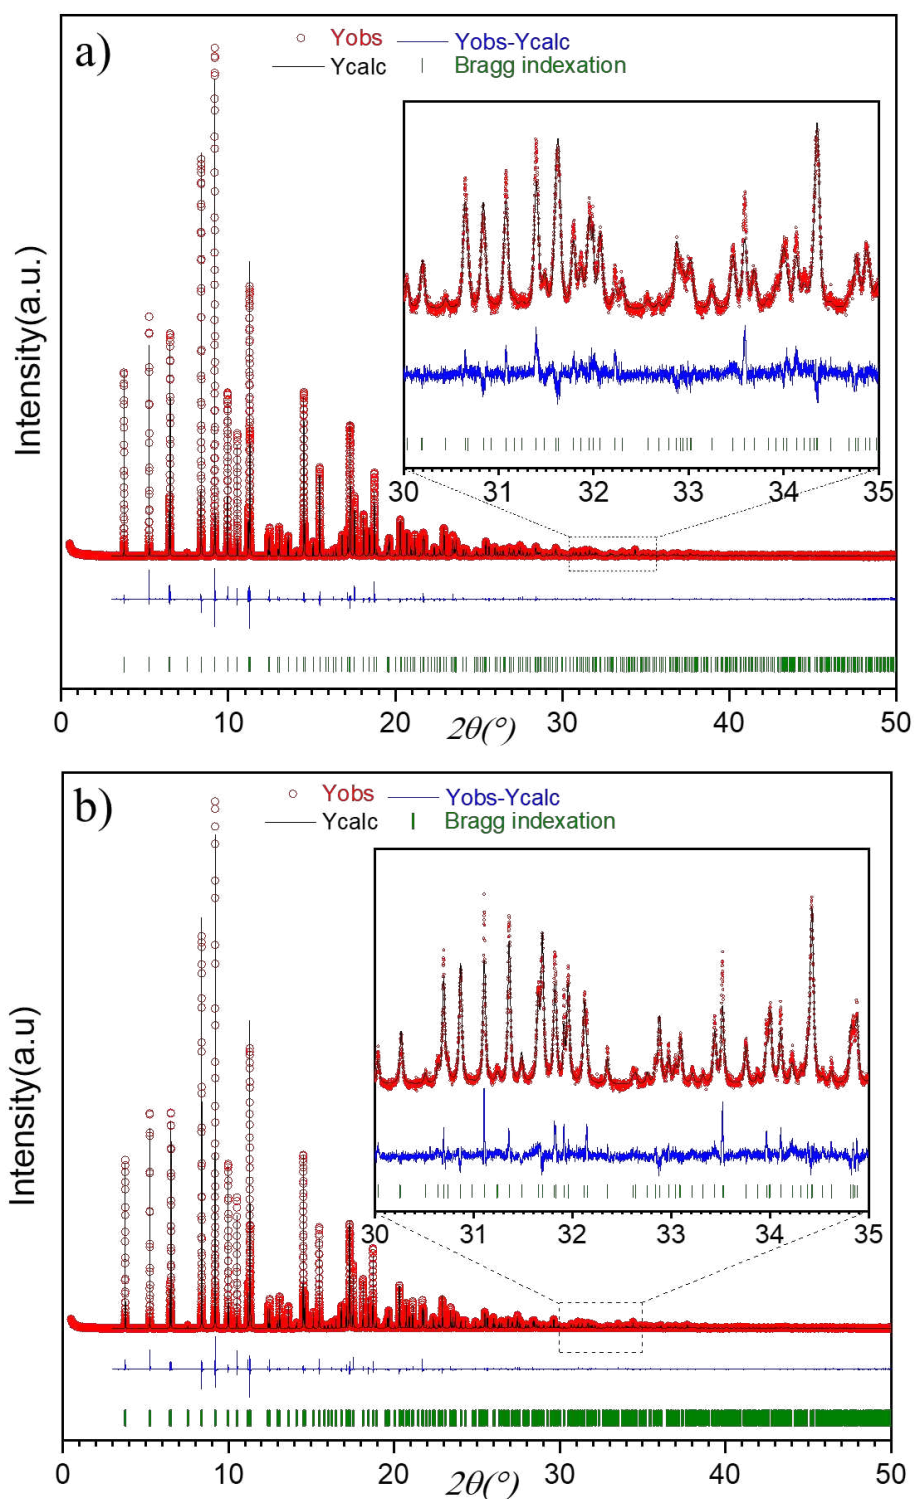 a)
Yobs Yobs-Ycalc
Ycalc Bragg indexation
Intensity(a.u.)
30 31 32 33 34 35
0 10 20 30 40 50
2θ(°)
b)
Yobs Yobs-Ycalc
Ycalc Bragg indexation
Intensity(a.u)
30 31 32 33 34 35
0 10 20 30 40 50
2θ(°)